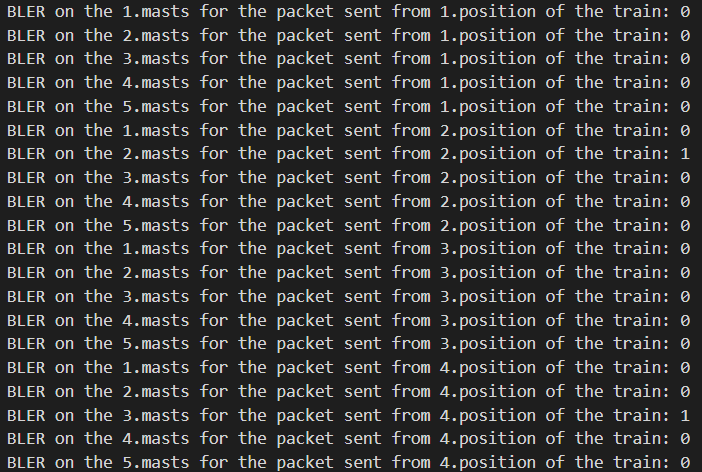 BLER on the 1.masts for the packet sent from 1.position of the train: 0
BLER on the 2.masts for the packet sent from 1.position of the train: 0
BLER on the 3.masts for the packet sent from 1.position of the train: 0
BLER on the 4.masts for the packet sent from 1.position of the train: 0
BLER on the 5.masts for the packet sent from 1.position of the train: 0
BLER on the 1.masts for the packet sent from 2.position of the train: 0
BLER on the 2.masts for the packet sent from 2.position of the train: 1
BLER on the 3.masts for the packet sent from 2.position of the train: 0
BLER on the 4.masts for the packet sent from 2.position of the train: 0
BLER on the 5.masts for the packet sent from 2.position of the train: 0
BLER on the 1.masts for the packet sent from 3.position of the train: 0
BLER on the 2.masts for the packet sent from 3.position of the train: 0
BLER on the 3.masts for the packet sent from 3.position of the train: 0
BLER on the 4.masts for the packet sent from 3.position of the train: 0
BLER on the 5.masts for the packet sent from 3.position of the train: 0
BLER on the 1.masts for the packet sent from 4.position of the train: 0
BLER on the 2.masts for the packet sent from 4.position of the train: 0
BLER on the 3.masts for the packet sent from 4.position of the train: 1
BLER on the 4.masts for the packet sent from 4.position of the train: 0
BLER on the 5.masts for the packet sent from 4.position of the train: 0